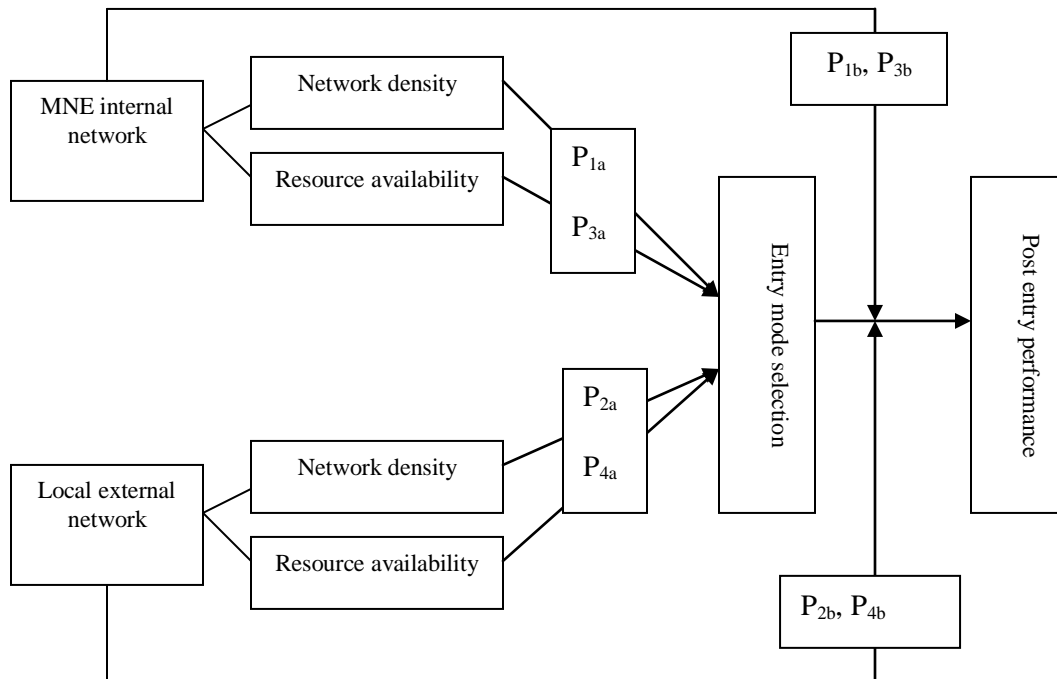 P1b, P3b
MNE internal
network
Network density
Resource availability
P1a
P3a
Entry mode selection
Post entry performance
Local external
network
Network density
Resource availability
P2a
P4a
P2b, P4b